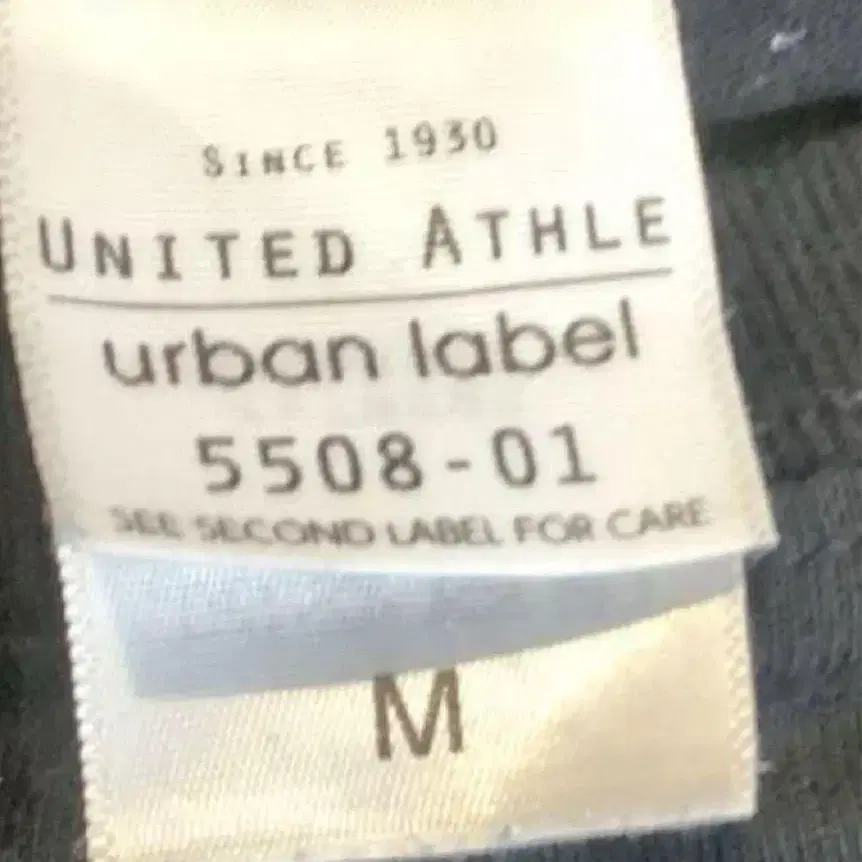 SINCE 1930
UNITED ATHLE
urban label
5508-01
SEE SECOND LABEL FOR CARE
M